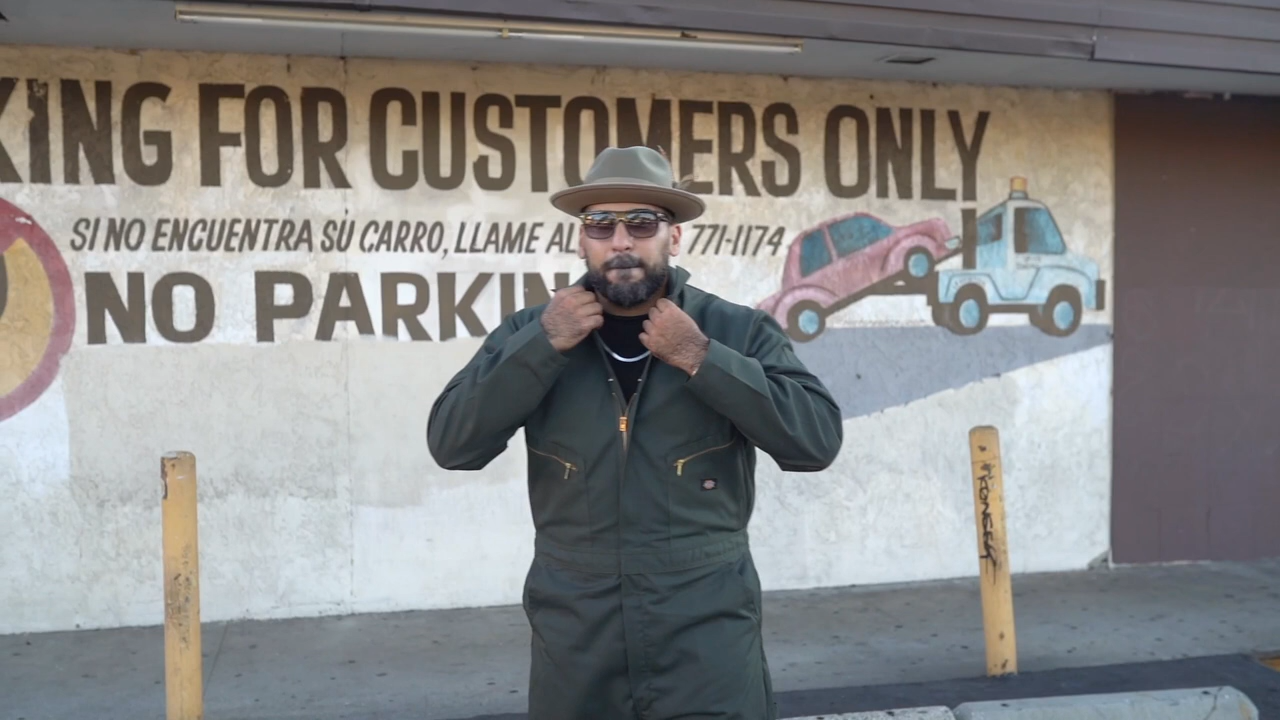 KING FOR CUSTOMERS ONLY
SI NO ENCUENTRA SU CARRO, LLAME AL 771-1174
NO PARKIN